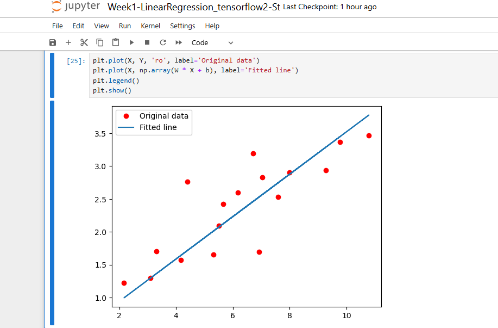 jupyter Week1-LinearRegression_tensorflow2-St Last Checkpoint: 1 hour ago
File Edit View Run Kernel Settings Help
Code
[25]: plt.plot(X, Y, 'ro', label='Original data')
plt.plot(X, np.array(W * X + b), label='Fitted line')
plt.legend()
plt.show()
Original data
Fitted line
3.5
3.0
2.5
2.0
1.5
1.0
2 4 6 8 10